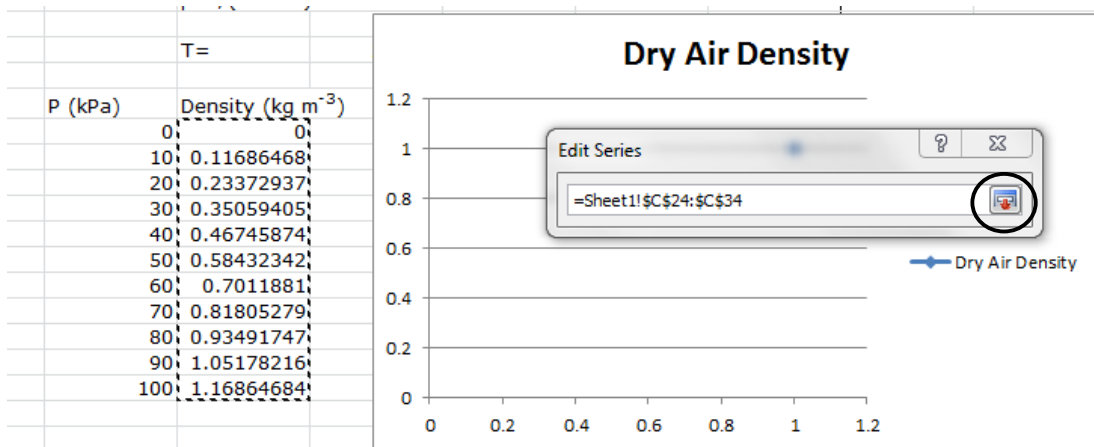 T=
P (kPa) Density (kg m-3)
0 0
10 0.11686468
20 0.23372937
30 0.35059405
40 0.46745874
50 0.58432342
60 0.7011881
70 0.81805279
80 0.93491747
90 1.05178216
100 1.16864684
Dry Air Density
1.2
1
0.8
0.6
0.4
0.2
0
0 0.2 0.4 0.6 0.8 1 1.2
Edit Series
=Sheet1!$C$24:$C$34
Dry Air Density